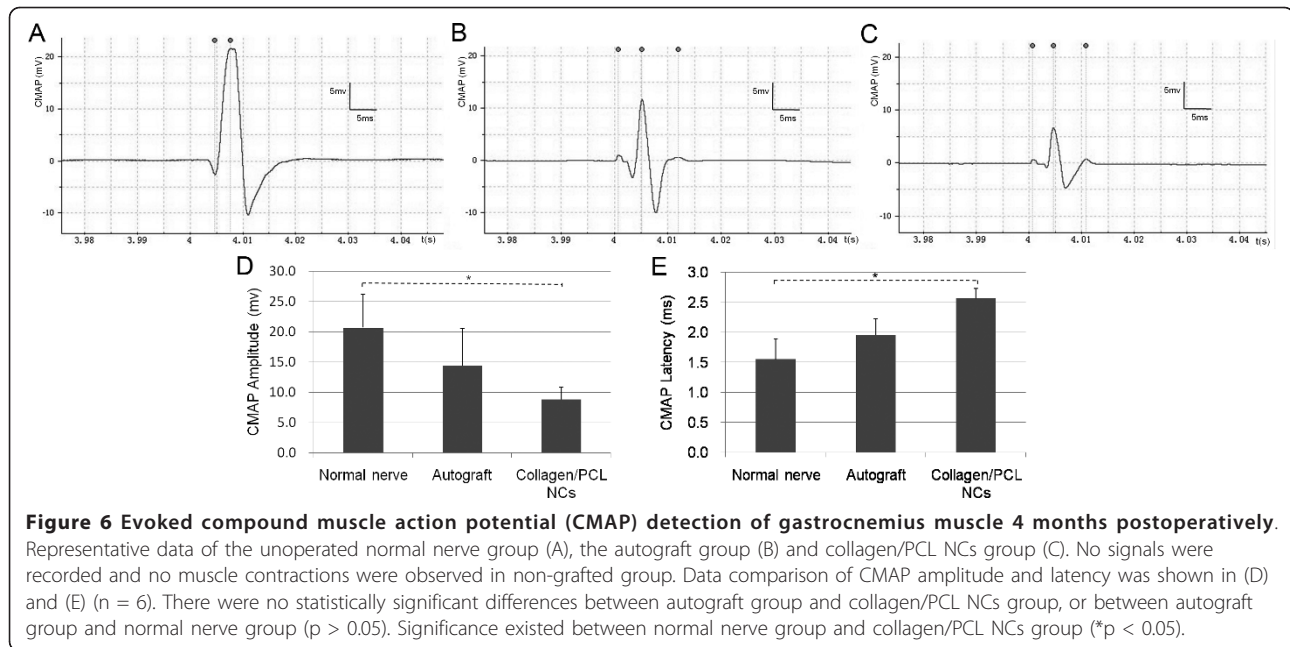 A
B
C
CMAP (mV)
20
10
0
-10
5mv
5ms
3.98 3.99 4 4.01 4.02 4.03 4.04 t(s)
CMAP (mV)
20
10
0
-10
5mv
5ms
3.98 3.99 4 4.01 4.02 4.03 4.04 t(s)
CMAP (mV)
20
10
0
-10
5mv
5ms
3.98 3.99 4 4.01 4.02 4.03 4.04 t(s)
D
CMAP Amplitude (mv)
30.0
25.0
20.0
15.0
10.0
5.0
0.0
*
Normal nerve Autograft Collagen/PCL
NCs
E
CMAP Latency (ms)
3.0
2.5
2.0
1.5
1.0
0.5
0.0
*
Normal nerve Autograft Collagen/PCL
NCs
Figure 6 Evoked compound muscle action potential (CMAP) detection of gastrocnemius muscle 4 months postoperatively.
Representative data of the unoperated normal nerve group (A), the autograft group (B) and collagen/PCL NCs group (C). No signals were
recorded and no muscle contractions were observed in non-grafted group. Data comparison of CMAP amplitude and latency was shown in (D)
and (E) (n = 6). There were no statistically significant differences between autograft group and collagen/PCL NCs group, or between autograft
group and normal nerve group (p > 0.05). Significance existed between normal nerve group and collagen/PCL NCs group (*p < 0.05).